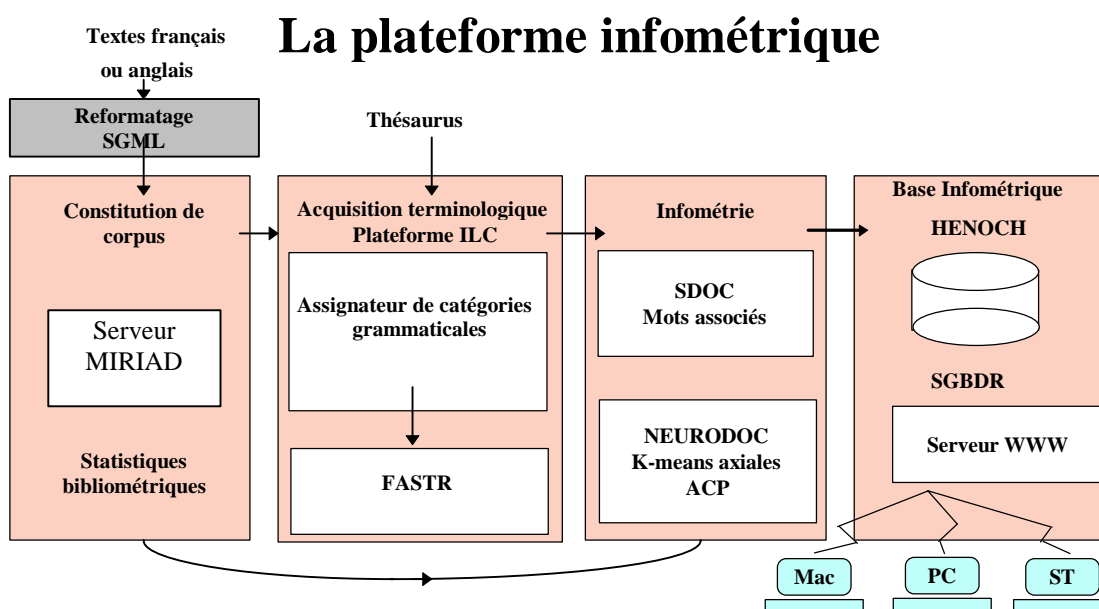 La plateforme infométrique
Textes français
ou anglais
Reformatage
SGML
Thésaurus
Constitution de
corpus
Serveur
MIRIAD
Statistiques
bibliométriques
Acquisition terminologique
Plateforme ILC
Assignateur de catégories
grammaticales
FASTR
Infométrie
SDOC
Mots associés
NEURODOC
K-means axiales
ACP
Base Infométrique
HENOCH
SGBDR
Serveur WWW
Mac
PC
ST